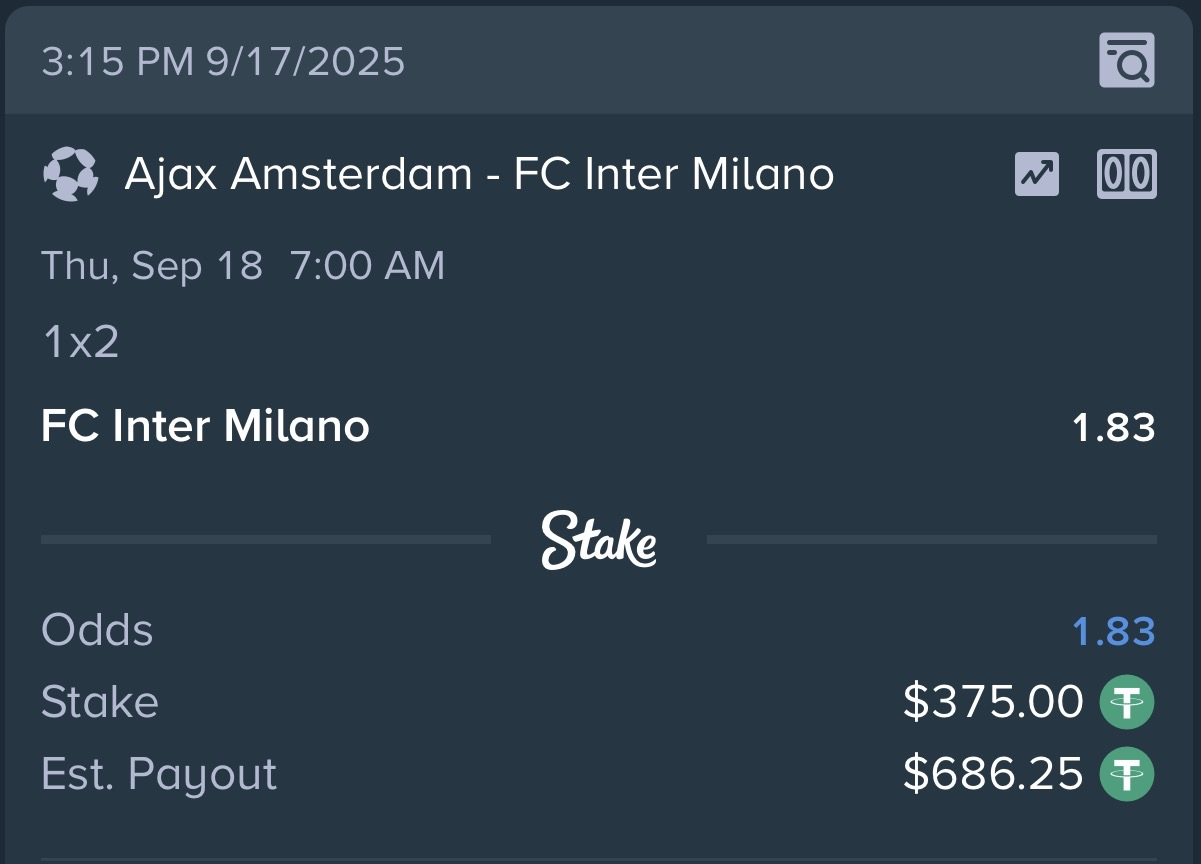 3:15 PM 9/17/2025
Ajax Amsterdam - FC Inter Milano
Thu, Sep 18 7:00 AM
1x2
FC Inter Milano 1.83
Stake
Odds 1.83
Stake $375.00
Est. Payout $686.25